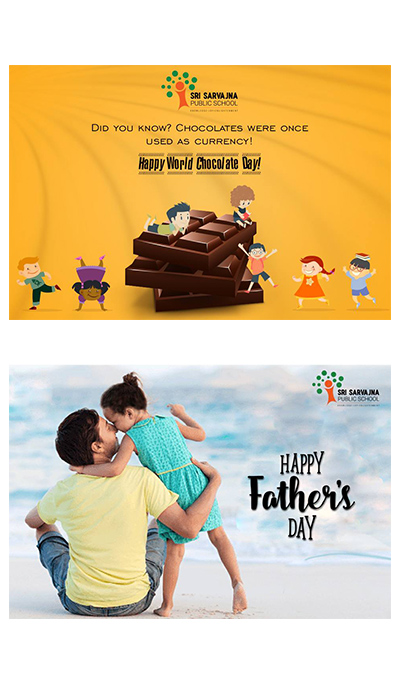 SRI SARVAJNA
PUBLIC SCHOOL
Did you know? Chocolates were once
used as currency!
Happy World Chocolate Day!
SRI SARVAJNA
PUBLIC SCHOOL
HAPPY
Father's
DAY